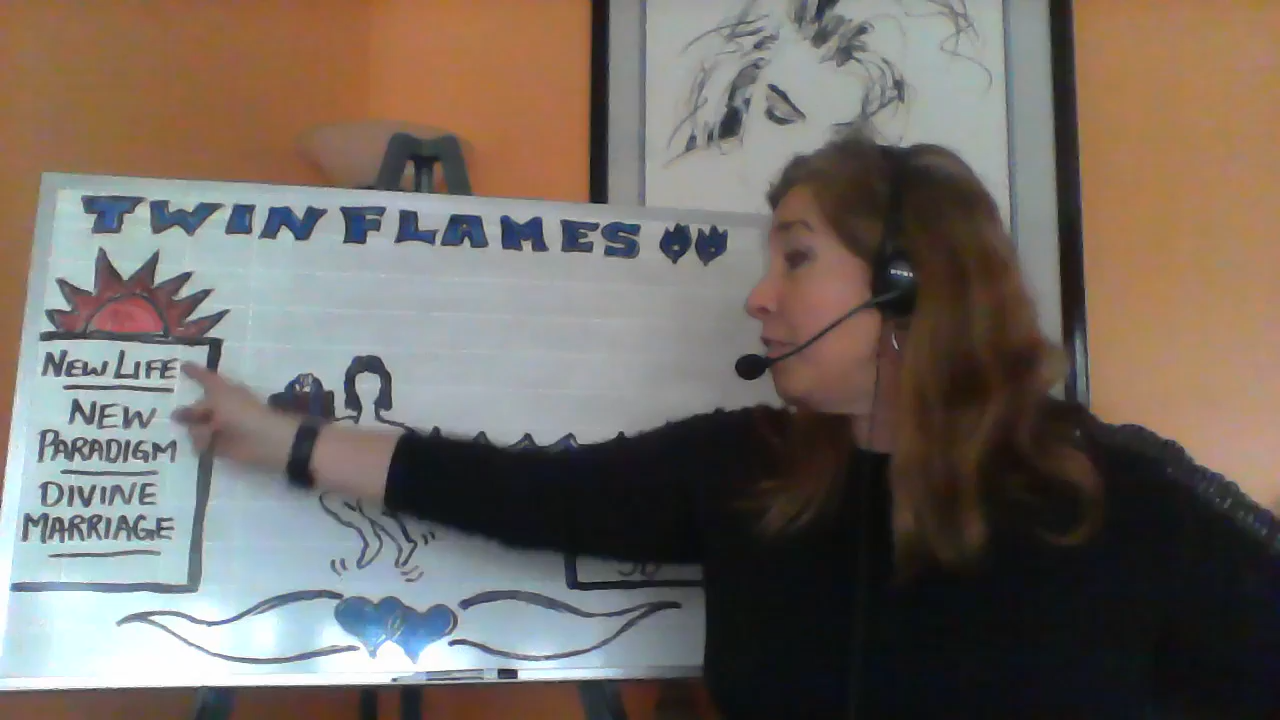 TWIN FLAMES
NEW LIFE
NEW
PARADIGM
DIVINE
MARRIAGE